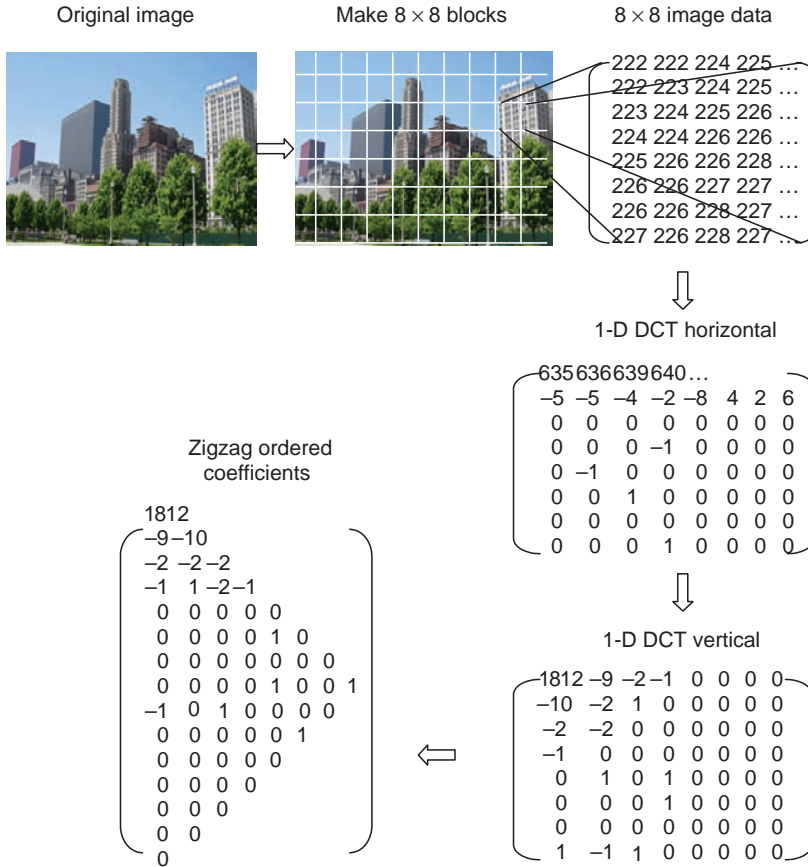 Original image
Make 8 × 8 blocks
8 × 8 image data
222 222 224 225 ...
222 223 224 225 ...
223 224 225 226 ...
224 224 226 226 ...
225 226 226 228 ...
226 226 227 227 ...
226 226 228 227 ...
227 226 228 227 ...
1-D DCT horizontal
635 636 639 640 ...
–5 –5 –4 –2 –8 4 2 6
0 0 0 0 0 0 0 0
0 0 0 –1 0 0 0 0
0 –1 0 0 0 0 0 0
0 0 1 0 0 0 0 0
0 0 0 0 0 0 0 0
0 0 0 1 0 0 0 0
1-D DCT vertical
1812 –9 –2 –1 0 0 0 0
–10 –2 1 0 0 0 0 0
–2 –2 0 0 0 0 0 0
–1 0 0 0 0 0 0 0
0 1 0 1 0 0 0 0
0 0 0 1 0 0 0 0
0 0 0 0 0 0 0 0
1 –1 1 0 0 0 0 0
Zigzag ordered
coefficients
1812
–9 –10
–2 –2 –2
–1 1 –2 –1
0 0 0 0 0
0 0 0 0 1 0
0 0 0 0 0 0 0
0 0 0 0 1 0 0 1
–1 0 1 0 0 0 0
0 0 0 0 0 1
0 0 0 0 0
0 0 0 0
0 0 0
0 0
0